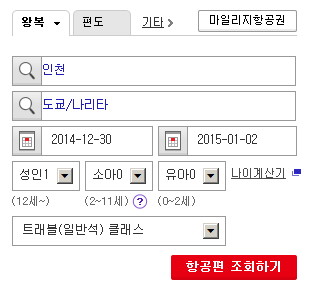 왕복 편도 기타 마일리지항공권
인천
도쿄/나리타
2014-12-30 2015-01-02
성인1 소아0 유아0 나이계산기
(12세~) (2~11세) ? (0~2세)
트래블(일반석) 클래스
항공편 조회하기